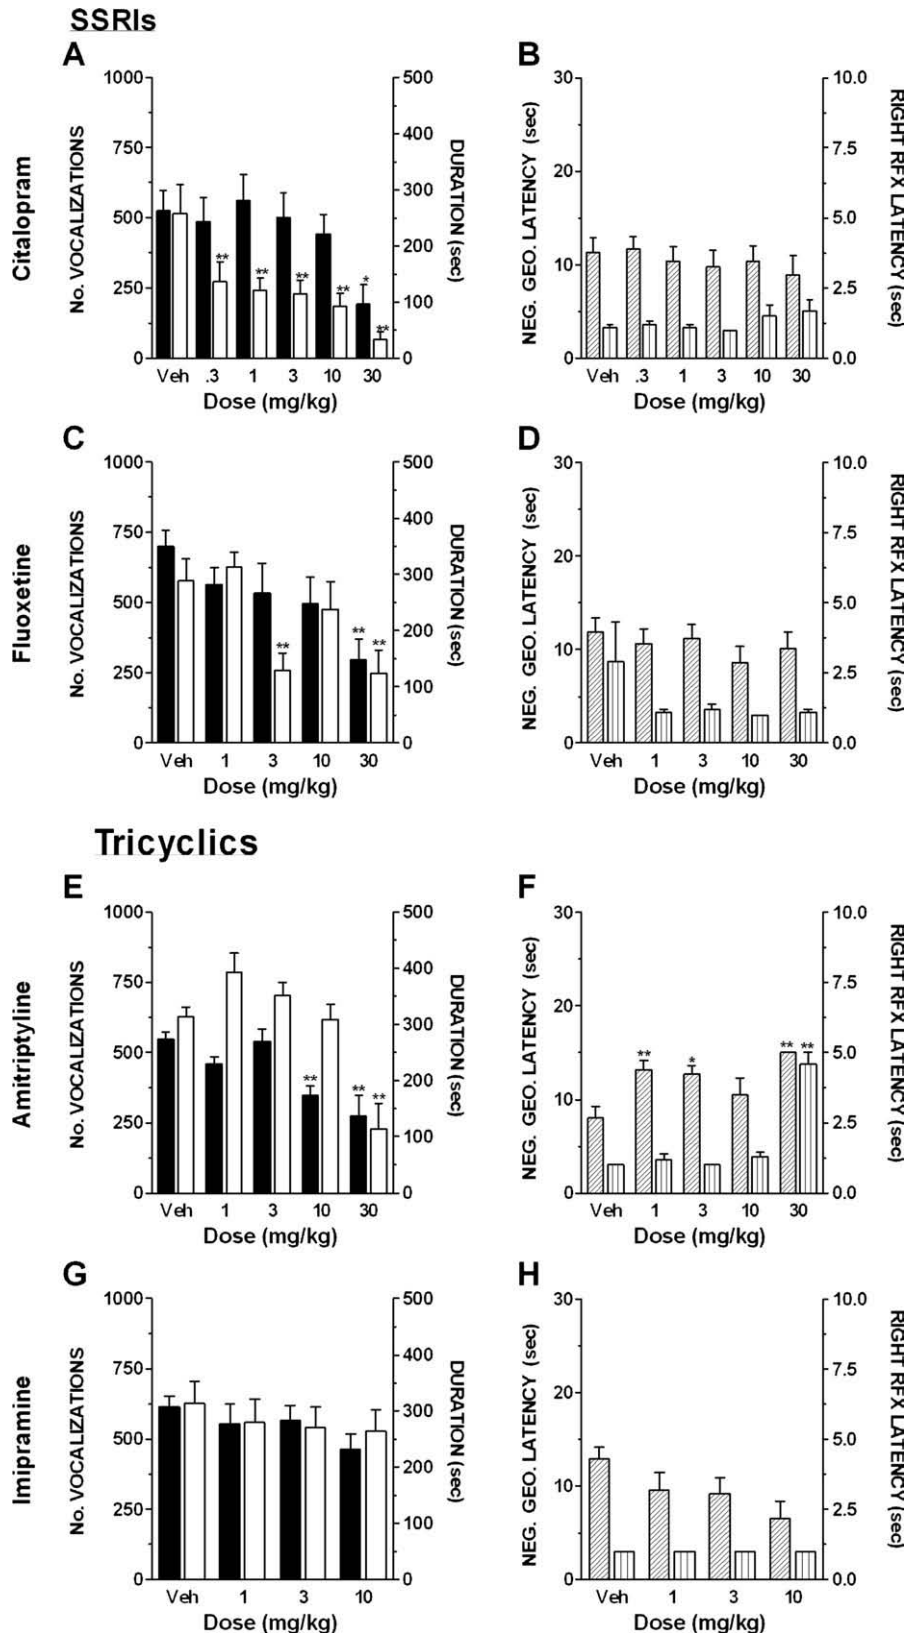 SSRIs
A
B
Citalopram
No. VOCALIZATIONS
1000
750
500
250
0
500
400
300
200
100
0
DURATION (sec)
** ** ** ** * **
Veh .3 1 3 10 30
Dose (mg/kg)
NEG. GEO. LATENCY (sec)
30
20
10
0
10.0
7.5
5.0
2.5
0.0
RIGHT RFX LATENCY (sec)
Veh .3 1 3 10 30
Dose (mg/kg)
C
D
Fluoxetine
No. VOCALIZATIONS
1000
750
500
250
0
500
400
300
200
100
0
DURATION (sec)
** ** **
Veh 1 3 10 30
Dose (mg/kg)
NEG. GEO. LATENCY (sec)
30
20
10
0
10.0
7.5
5.0
2.5
0.0
RIGHT RFX LATENCY (sec)
Veh 1 3 10 30
Dose (mg/kg)
Tricyclics
E
F
Amitriptyline
No. VOCALIZATIONS
1000
750
500
250
0
500
400
300
200
100
0
DURATION (sec)
** ** **
Veh 1 3 10 30
Dose (mg/kg)
NEG. GEO. LATENCY (sec)
30
20
10
0
10.0
7.5
5.0
2.5
0.0
RIGHT RFX LATENCY (sec)
** * ** **
Veh 1 3 10 30
Dose (mg/kg)
G
H
Imipramine
No. VOCALIZATIONS
1000
750
500
250
0
500
400
300
200
100
0
DURATION (sec)
Veh 1 3 10
Dose (mg/kg)
NEG. GEO. LATENCY (sec)
30
20
10
0
10.0
7.5
5.0
2.5
0.0
RIGHT RFX LATENCY (sec)
Veh 1 3 10
Dose (mg/kg)